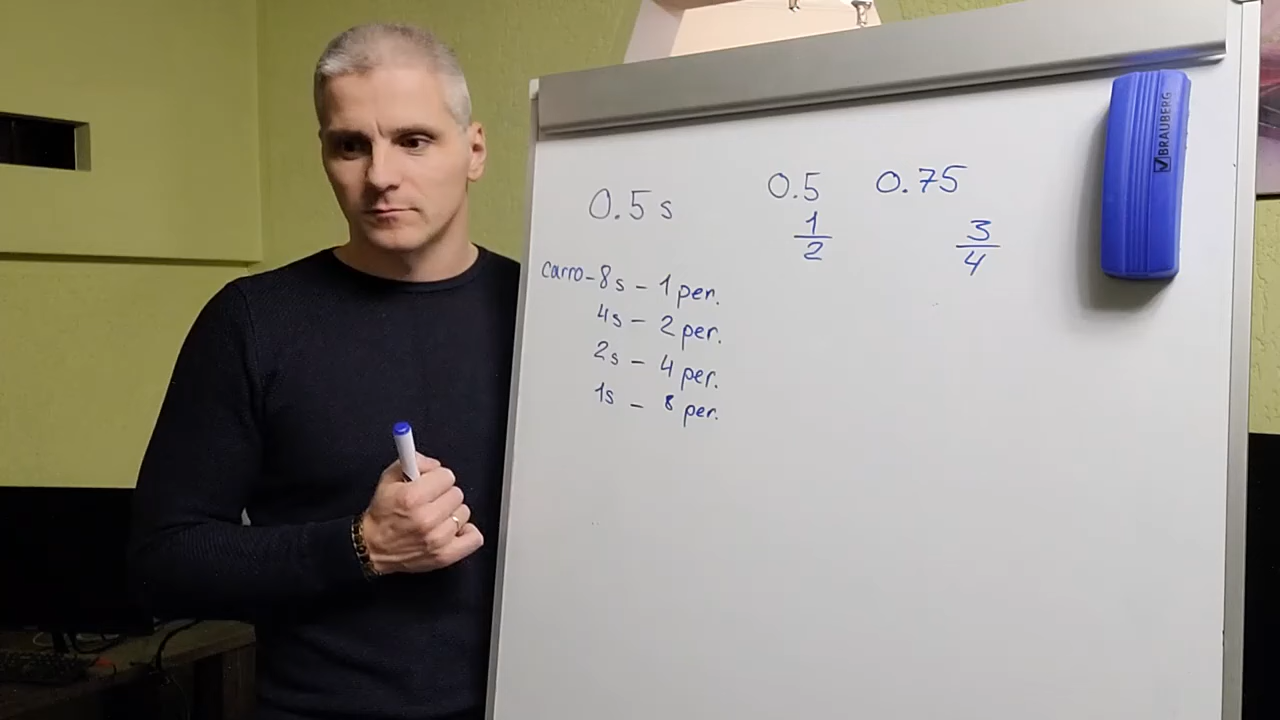 0.5 s
0.5 0.75
1/2
3/4
carro - 8s - 1 per.
4s - 2 per.
2s - 4 per.
1s - 8 per.
BRAUBERG